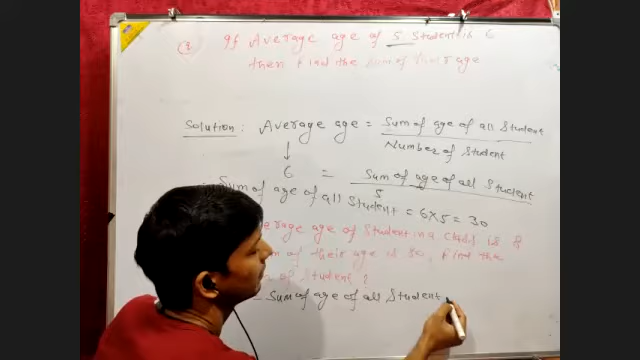 Q If Average age of 5 Student is 6
then find the sum of their age
Solution: Average age = Sum of age of all Student
Number of Student
6 = Sum of age of all Student
5
Sum of age of all Student = 6×5 = 30
verage age of Student in a class is 8
m of their age is 80, find the
of Student ?
Sum of age of all Student